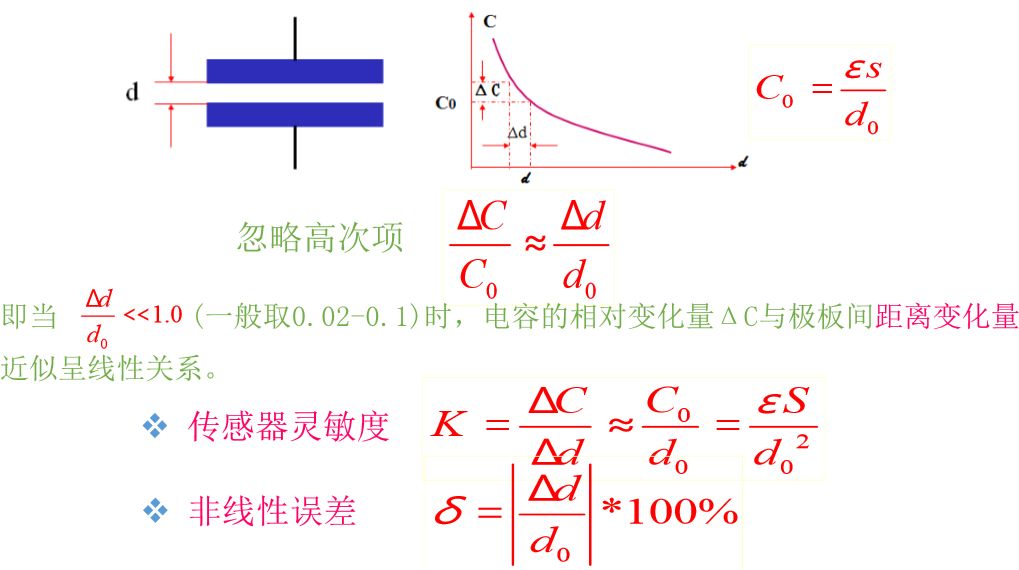 d
C
C0
ΔC
Δd
d
d
C₀ = εs/d₀
忽略高次项 ΔC/C₀ ≈ Δd/d₀
即当 Δd/d₀ <<1.0 (一般取0.02-0.1)时，电容的相对变化量ΔC与极板间距离变化量
近似呈线性关系。
❖ 传感器灵敏度 K = ΔC/Δd ≈ C₀/d₀ = εS/d₀²
❖ 非线性误差 δ = |Δd/d₀| *100%